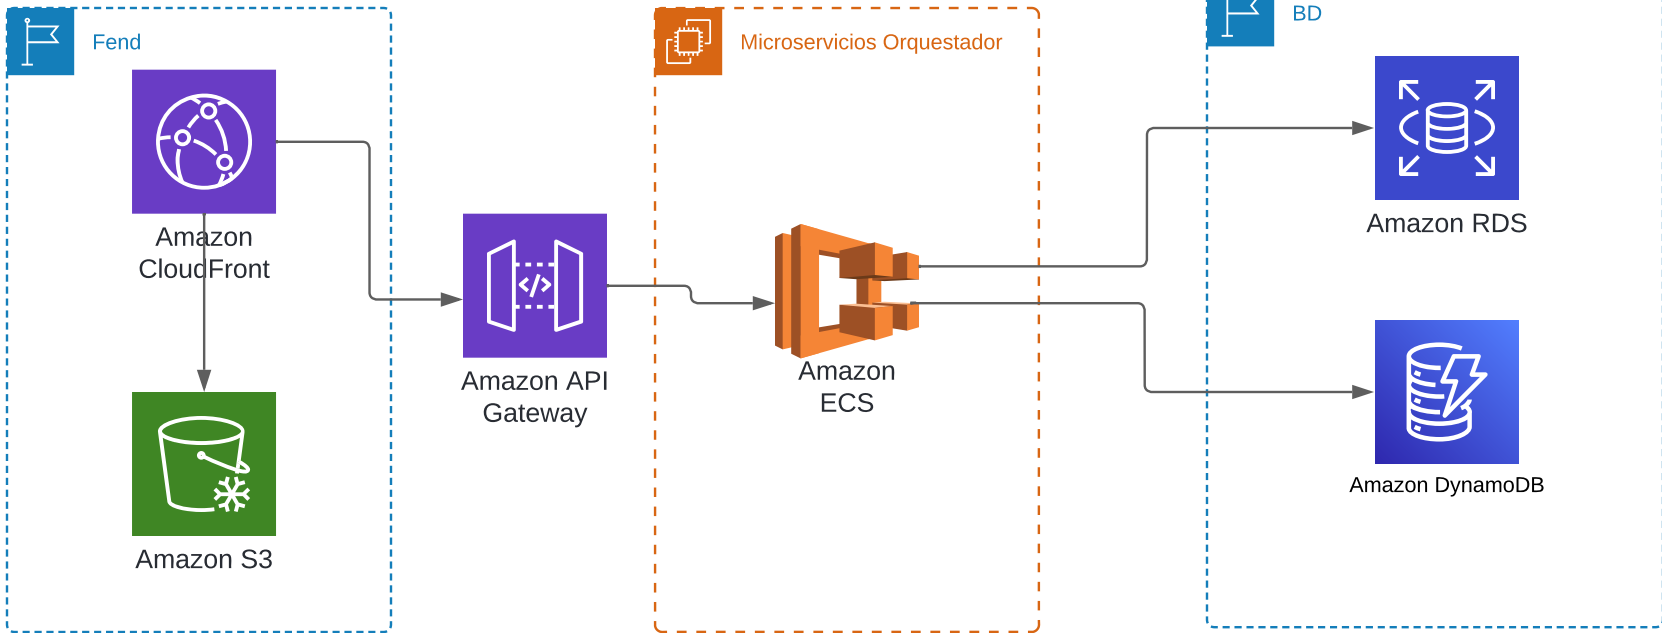 Fend
Microservicios Orquestador
BD
Amazon
CloudFront
Amazon API
Gateway
Amazon
ECS
Amazon RDS
Amazon DynamoDB
Amazon S3